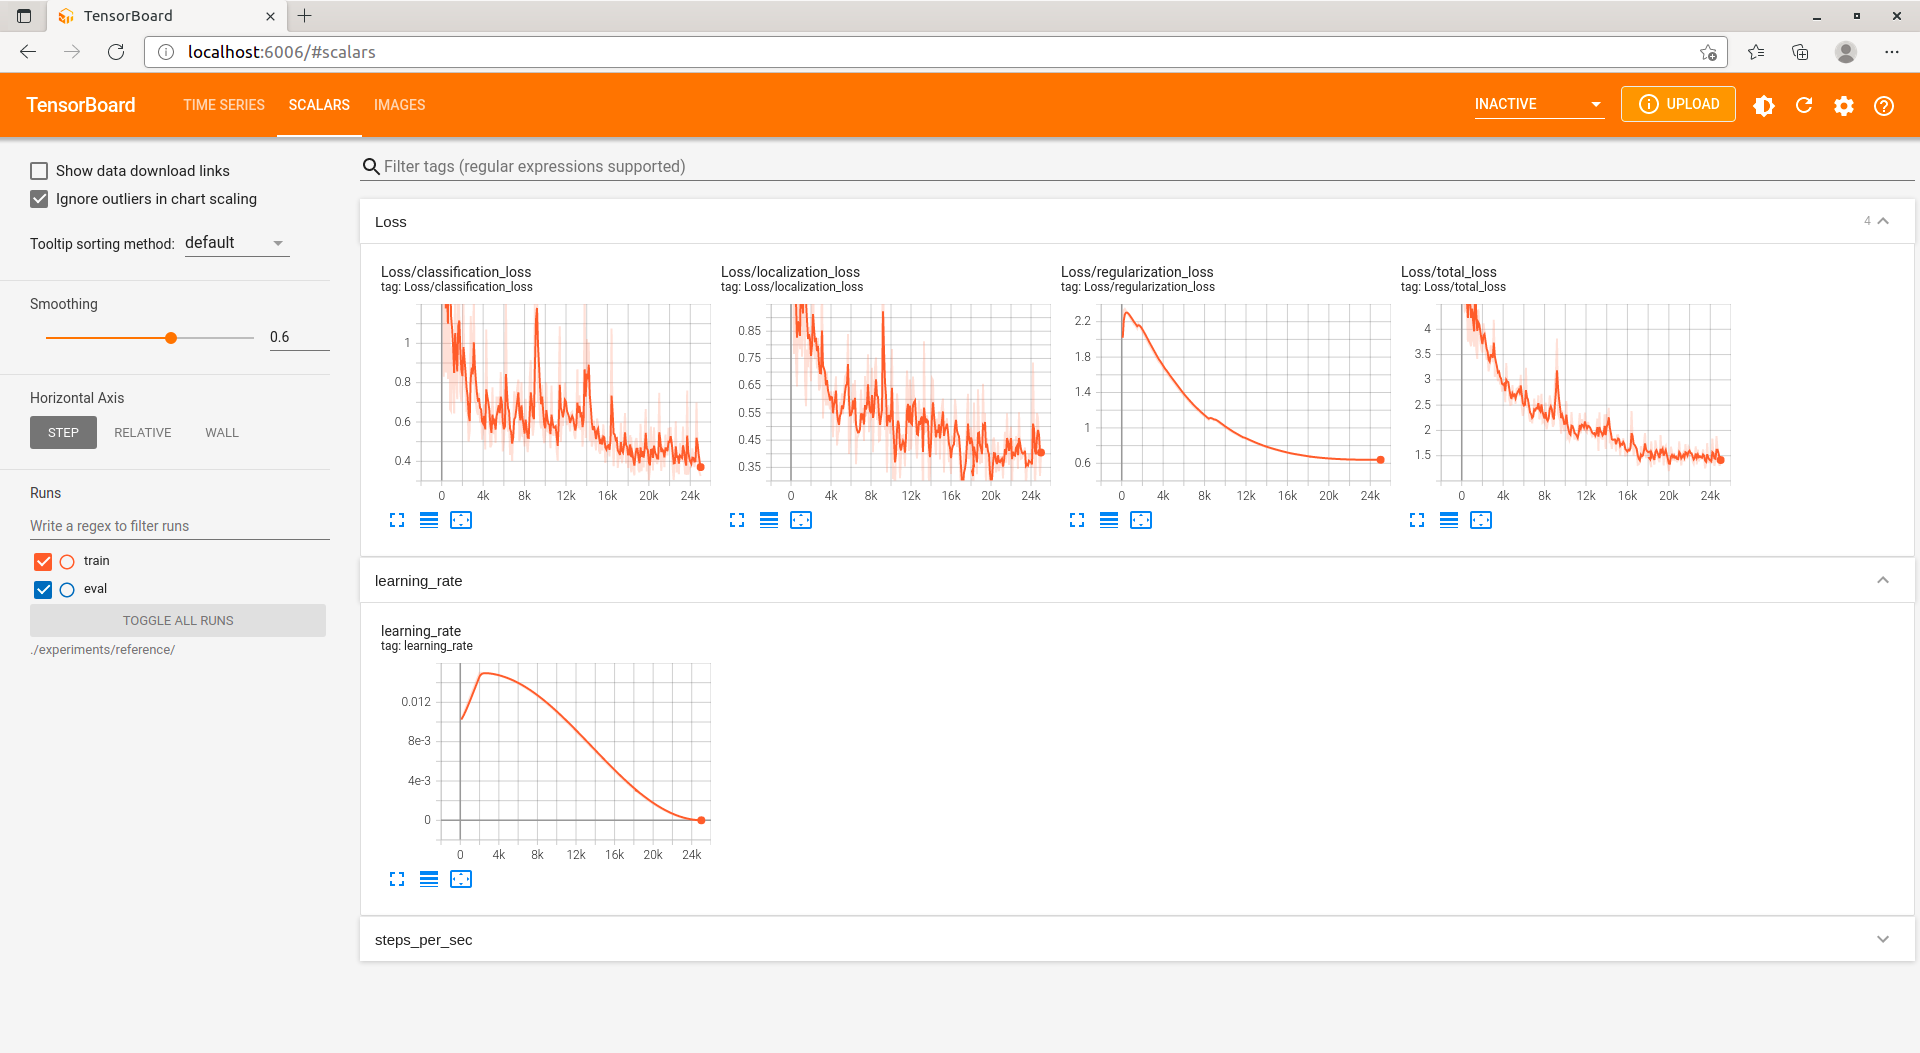 TensorBoard
localhost:6006/#scalars
TensorBoard TIME SERIES SCALARS IMAGES INACTIVE UPLOAD
Show data download links
Ignore outliers in chart scaling
Tooltip sorting method: default
Smoothing
0.6
Horizontal Axis
STEP RELATIVE WALL
Runs
Write a regex to filter runs
train
eval
TOGGLE ALL RUNS
./experiments/reference/
Filter tags (regular expressions supported)
Loss 4
Loss/classification_loss
tag: Loss/classification_loss
1
0.8
0.6
0.4
0 4k 8k 12k 16k 20k 24k
Loss/localization_loss
tag: Loss/localization_loss
0.85
0.75
0.65
0.55
0.45
0.35
0 4k 8k 12k 16k 20k 24k
Loss/regularization_loss
tag: Loss/regularization_loss
2.2
1.8
1.4
1
0.6
0 4k 8k 12k 16k 20k 24k
Loss/total_loss
tag: Loss/total_loss
4
3.5
3
2.5
2
1.5
0 4k 8k 12k 16k 20k 24k
learning_rate
learning_rate
tag: learning_rate
0.012
8e-3
4e-3
0
0 4k 8k 12k 16k 20k 24k
steps_per_sec